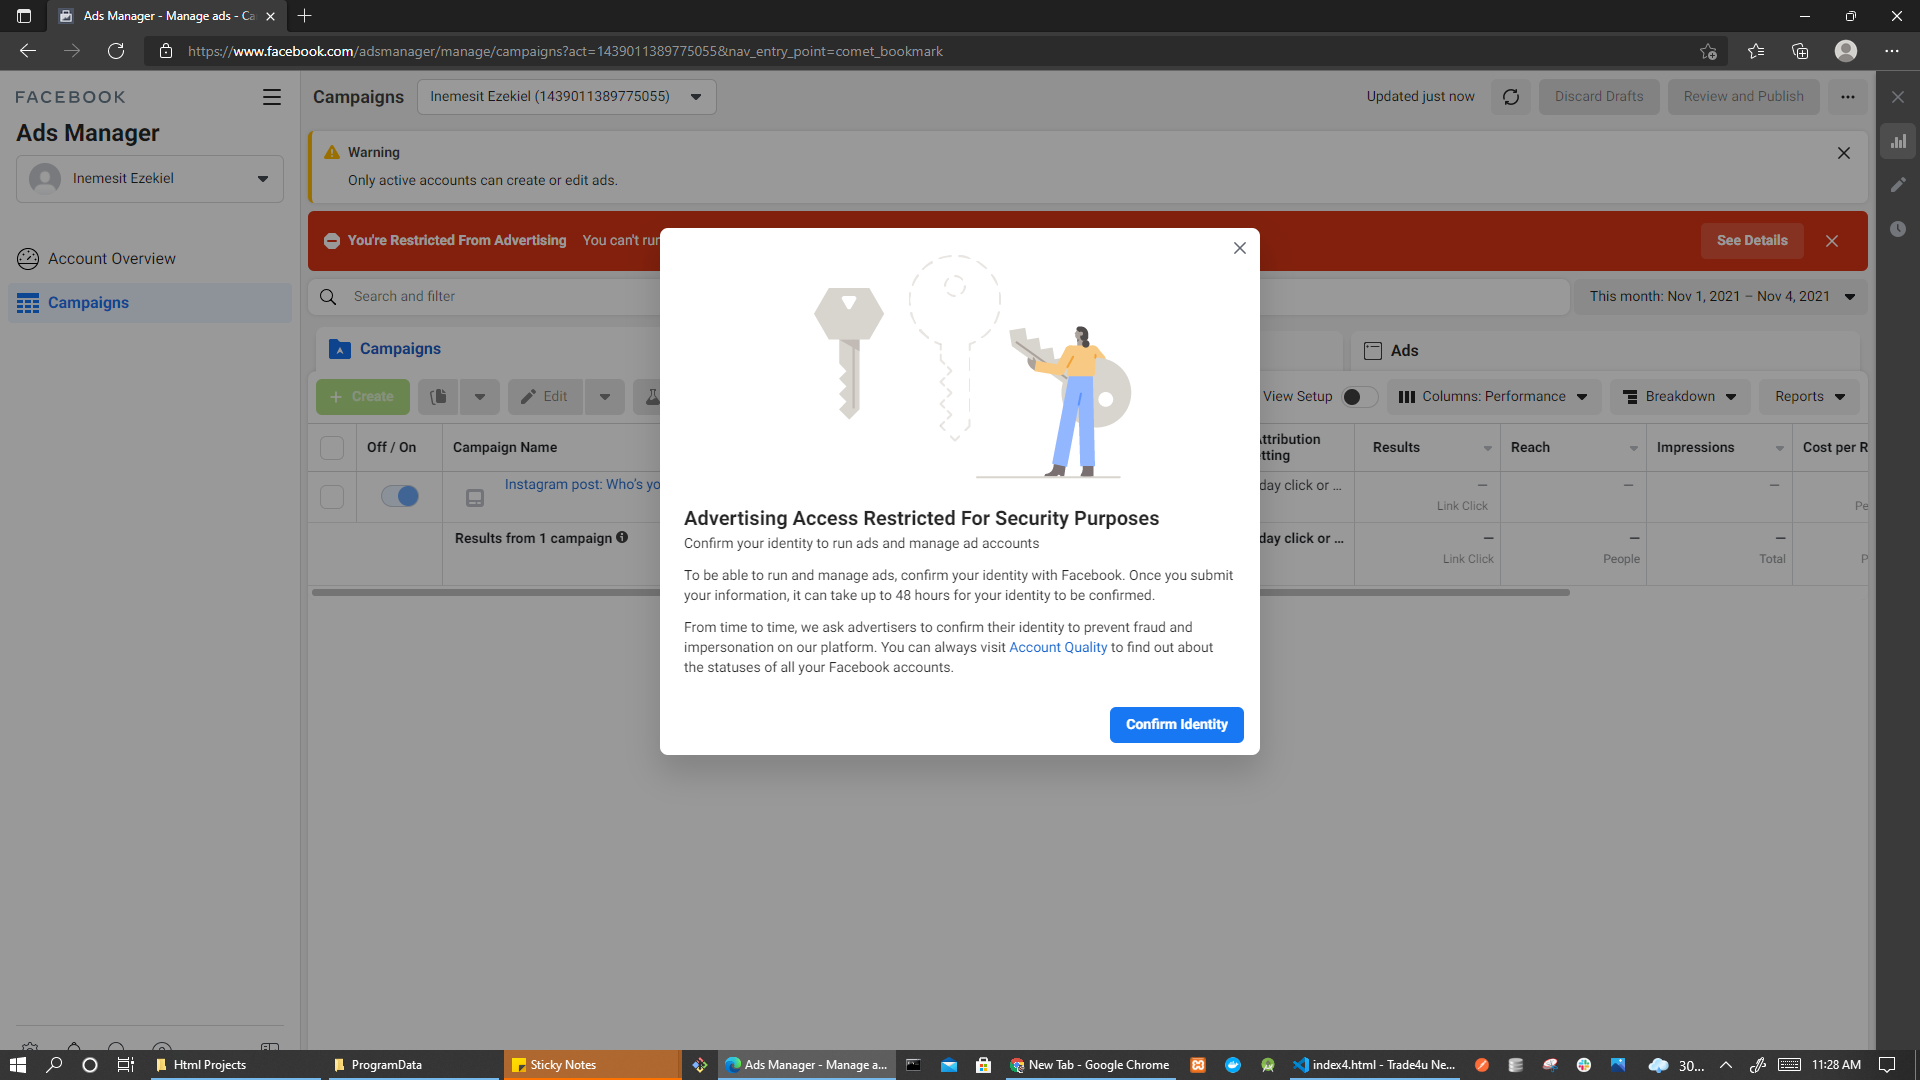 Ads Manager - Manage ads - Ca
https://www.facebook.com/adsmanager/manage/campaigns?act=1439011389775055&nav_entry_point=comet_bookmark
FACEBOOK
Ads Manager
Inemesit Ezekiel
Account Overview
Campaigns
Campaigns
Inemesit Ezekiel (1439011389775055)
Updated just now
Discard Drafts
Review and Publish
Warning
Only active accounts can create or edit ads.
You're Restricted From Advertising You can't run
See Details
Search and filter
This month: Nov 1, 2021 – Nov 4, 2021
Campaigns
Ads
+ Create
Edit
View Setup
Columns: Performance
Breakdown
Reports
Off / On
Campaign Name
ttribution
tting
Results
Reach
Impressions
Cost per R
Instagram post: Who's yo
day click or ...
—
Link Click
—
—
Pe
Results from 1 campaign
day click or ...
—
Link Click
—
People
—
Total
P
Advertising Access Restricted For Security Purposes
Confirm your identity to run ads and manage ad accounts
To be able to run and manage ads, confirm your identity with Facebook. Once you submit
your information, it can take up to 48 hours for your identity to be confirmed.
From time to time, we ask advertisers to confirm their identity to prevent fraud and
impersonation on our platform. You can always visit Account Quality to find out about
the statuses of all your Facebook accounts.
Confirm Identity
Html Projects
ProgramData
Sticky Notes
Ads Manager - Manage a...
New Tab - Google Chrome
index4.html - Trade4u Ne...
30...
11:28 AM